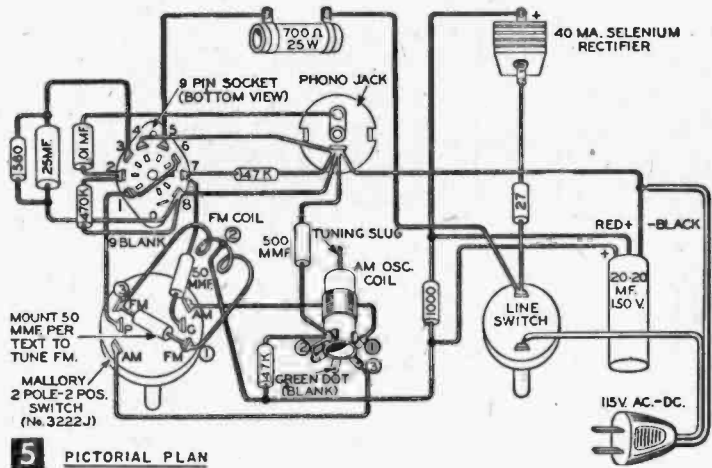 700Ω
25W
+
40 MA. SELENIUM
RECTIFIER
9 PIN SOCKET
(BOTTOM VIEW)
PHONO JACK
4
5
3
6
2
7
1
8
560
25MF.
.01MF
470K
47K
27
9 BLANK
FM COIL
②
500
MMF.
TUNING SLUG
AM OSC.
COIL
RED+
-BLACK
+
50
MMF.
1000
20-20
MF.
150 V.
LINE
SWITCH
③
FM
AM
P
G
AM
FM
①
MOUNT 50
MMF. PER
TEXT TO
TUNE FM.
②
①
③
47K
GREEN DOT
(BLANK)
MALLORY
2 POLE-2 POS.
SWITCH
(No. 3222J)
115V. AC.-DC.
5 PICTORIAL PLAN